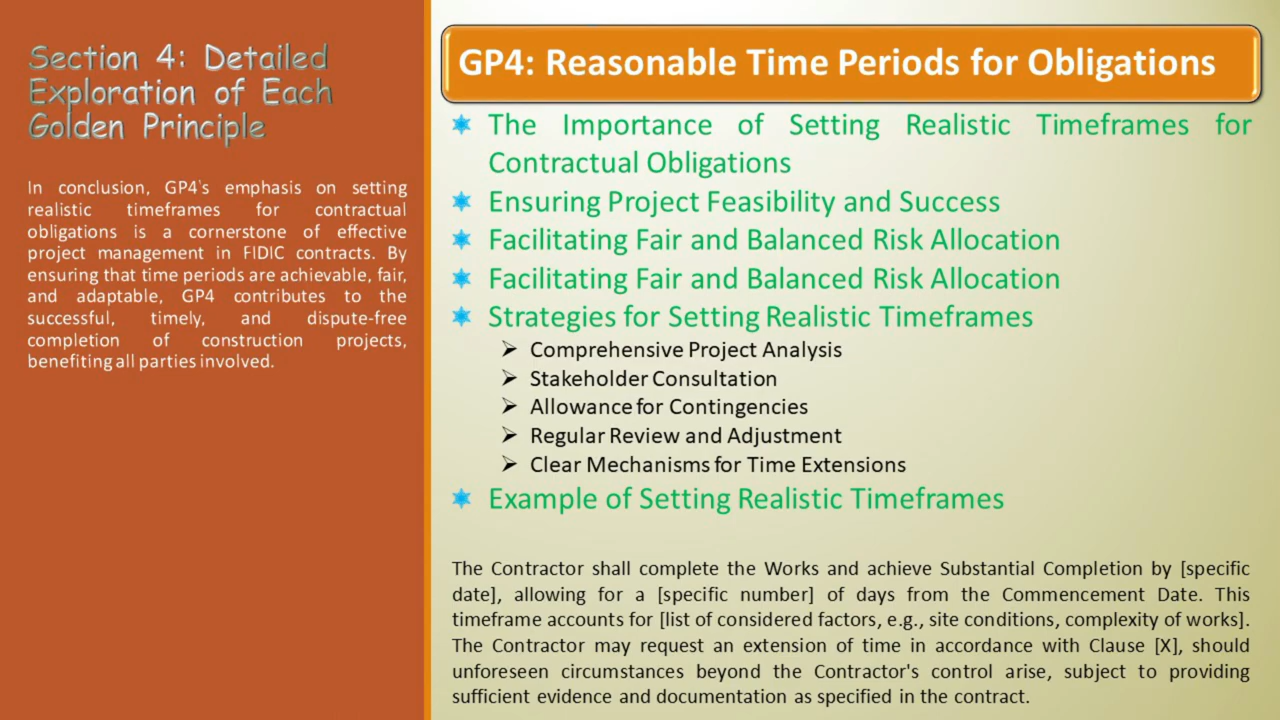 Section 4: Detailed
Exploration of Each
Golden Principle
In conclusion, GP4's emphasis on setting
realistic timeframes for contractual
obligations is a cornerstone of effective
project management in FIDIC contracts. By
ensuring that time periods are achievable, fair,
and adaptable, GP4 contributes to the
successful, timely, and dispute-free
completion of construction projects,
benefiting all parties involved.
GP4: Reasonable Time Periods for Obligations
The Importance of Setting Realistic Timeframes for
Contractual Obligations
Ensuring Project Feasibility and Success
Facilitating Fair and Balanced Risk Allocation
Facilitating Fair and Balanced Risk Allocation
Strategies for Setting Realistic Timeframes
Comprehensive Project Analysis
Stakeholder Consultation
Allowance for Contingencies
Regular Review and Adjustment
Clear Mechanisms for Time Extensions
Example of Setting Realistic Timeframes
The Contractor shall complete the Works and achieve Substantial Completion by [specific
date], allowing for a [specific number] of days from the Commencement Date. This
timeframe accounts for [list of considered factors, e.g., site conditions, complexity of works].
The Contractor may request an extension of time in accordance with Clause [X], should
unforeseen circumstances beyond the Contractor's control arise, subject to providing
sufficient evidence and documentation as specified in the contract.